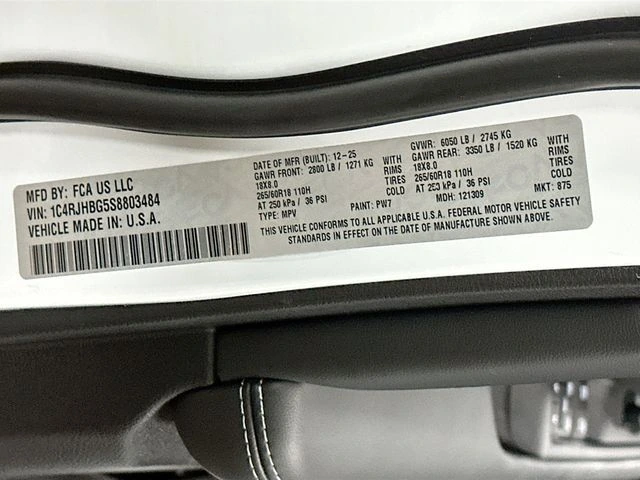 MFD BY: FCA US LLC
VIN: 1C4RJHBG5S8803484
VEHICLE MADE IN: U.S.A.
DATE OF MFR (BUILT): 12-25
GAWR FRONT: 2800 LB / 1271 KG WITH
18X8.0 RIMS
265/60R18 110H TIRES
AT 250 kPa / 36 PSI COLD
TYPE: MPV PAINT: PW7
GVWR: 6050 LB / 2745 KG
GAWR REAR: 3350 LB / 1520 KG WITH
18X8.0 RIMS
265/60R18 110H TIRES
AT 250 kPa / 36 PSI COLD
MDH: 121309 MKT: 875
THIS VEHICLE CONFORMS TO ALL APPLICABLE U.S.A. FEDERAL MOTOR VEHICLE SAFETY
STANDARDS IN EFFECT ON THE DATE OF MANUFACTURE SHOWN ABOVE.